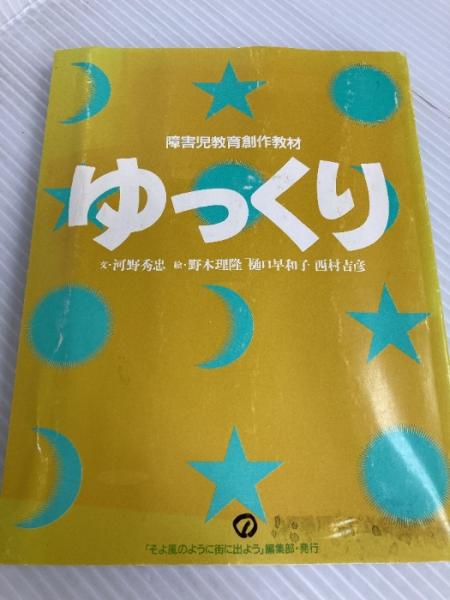 障害児教育創作教材
ゆっくり
文・河野秀忠 絵・野木理隆 樋口早和子 西村吉彦
「そよ風のように街に出よう」編集部・発行